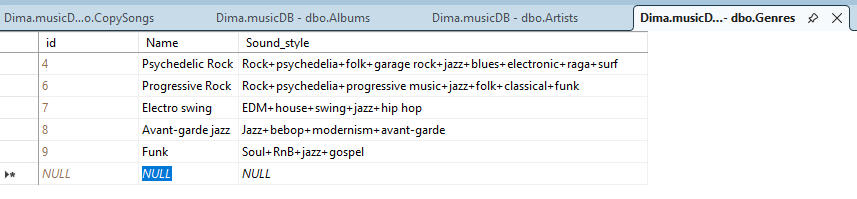 Dima.musicD...o.CopySongs Dima.musicDB - dbo.Albums Dima.musicDB - dbo.Artists Dima.musicD...- dbo.Genres
id Name Sound_style
4 Psychedelic Rock Rock+psychedelia+folk+garage rock+jazz+blues+electronic+raga+surf
6 Progressive Rock Rock+psychedelia+progressive music+jazz+folk+classical+funk
7 Electro swing EDM+house+swing+jazz+hip hop
8 Avant-garde jazz Jazz+bebop+modernism+avant-garde
9 Funk Soul+RnB+jazz+gospel
NULL NULL NULL